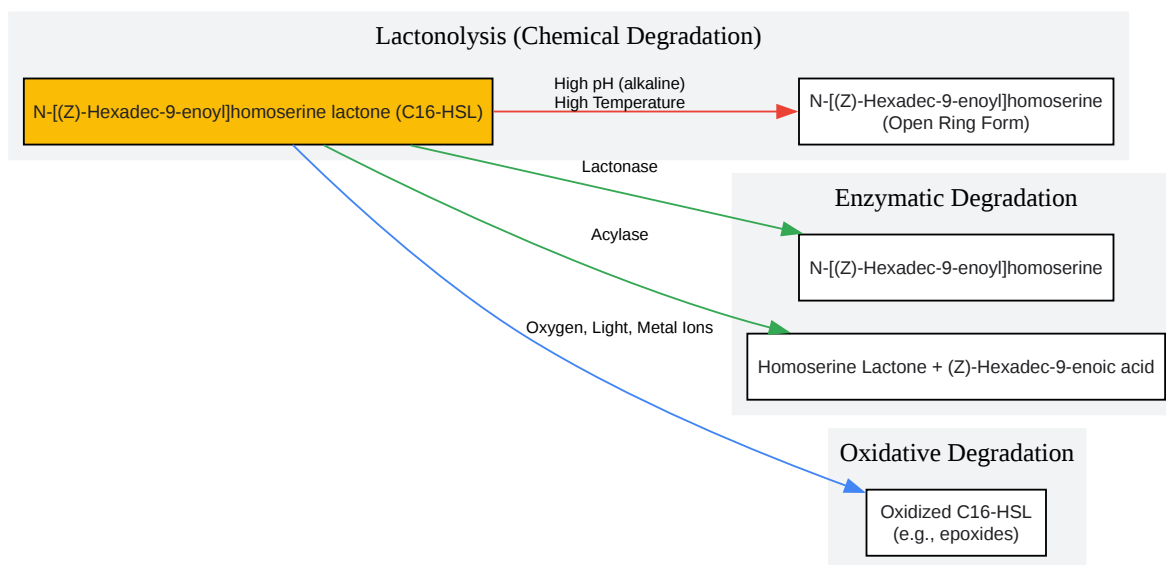 Lactonolysis (Chemical Degradation)
N-[(Z)-Hexadec-9-enoyl]homoserine lactone (C16-HSL)
High pH (alkaline)
High Temperature
N-[(Z)-Hexadec-9-enoyl]homoserine
(Open Ring Form)
Lactonase
Enzymatic Degradation
Acylase
N-[(Z)-Hexadec-9-enoyl]homoserine
Oxygen, Light, Metal Ions
Homoserine Lactone + (Z)-Hexadec-9-enoic acid
Oxidative Degradation
Oxidized C16-HSL
(e.g., epoxides)